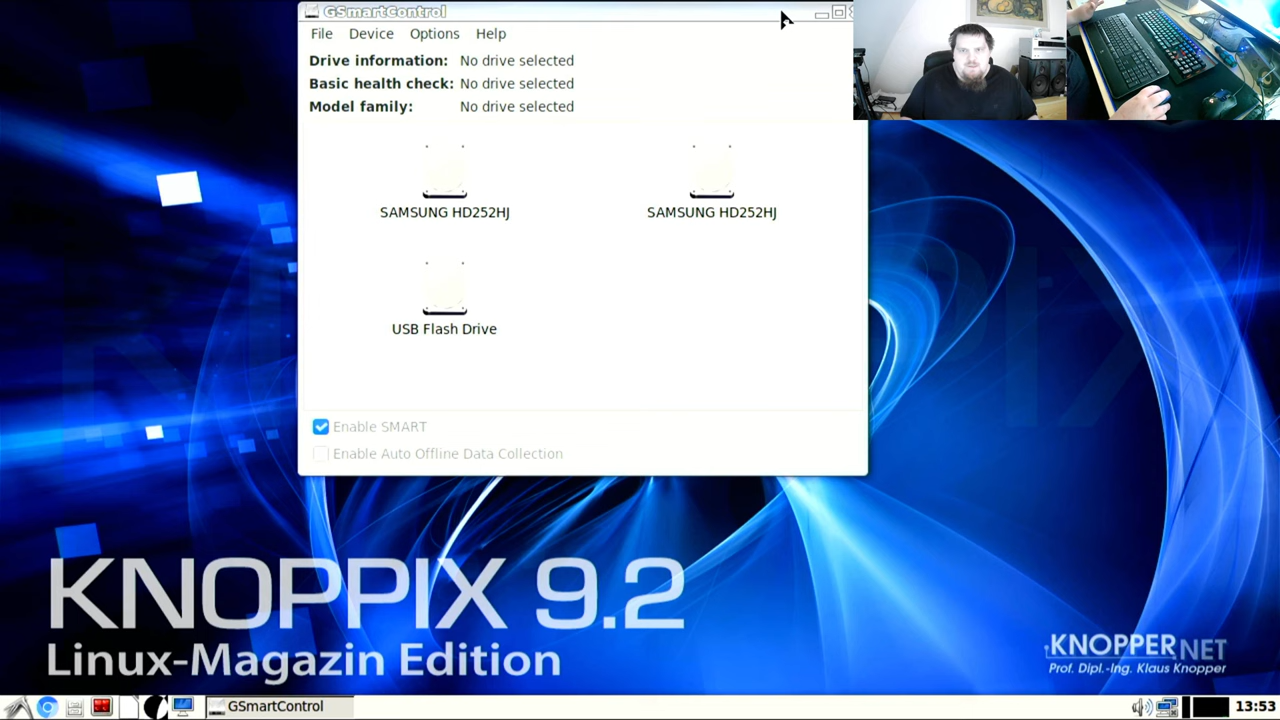 GSmartControl
File Device Options Help
Drive information: No drive selected
Basic health check: No drive selected
Model family: No drive selected
SAMSUNG HD252HJ
SAMSUNG HD252HJ
USB Flash Drive
Enable SMART
Enable Auto Offline Data Collection
KNOPPIX 9.2
Linux-Magazin Edition
KNOPPER.NET
Prof. Dipl.-Ing. Klaus Knopper
GSmartControl
13:53